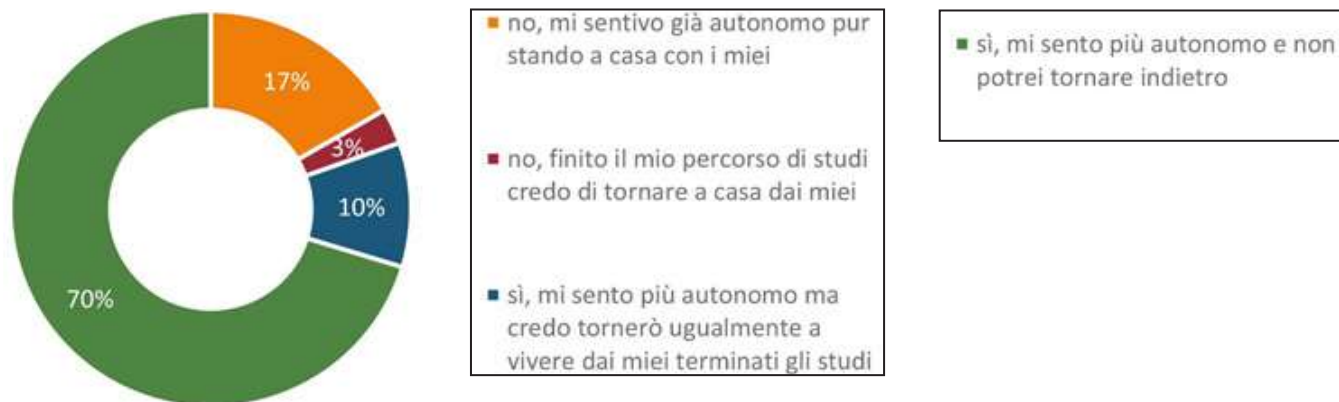 17%
3%
10%
70%
no, mi sentivo già autonomo pur
stando a casa con i miei
no, finito il mio percorso di studi
credo di tornare a casa dai miei
sì, mi sento più autonomo ma
credo tornerò ugualmente a
vivere dai miei terminati gli studi
sì, mi sento più autonomo e non
potrei tornare indietro